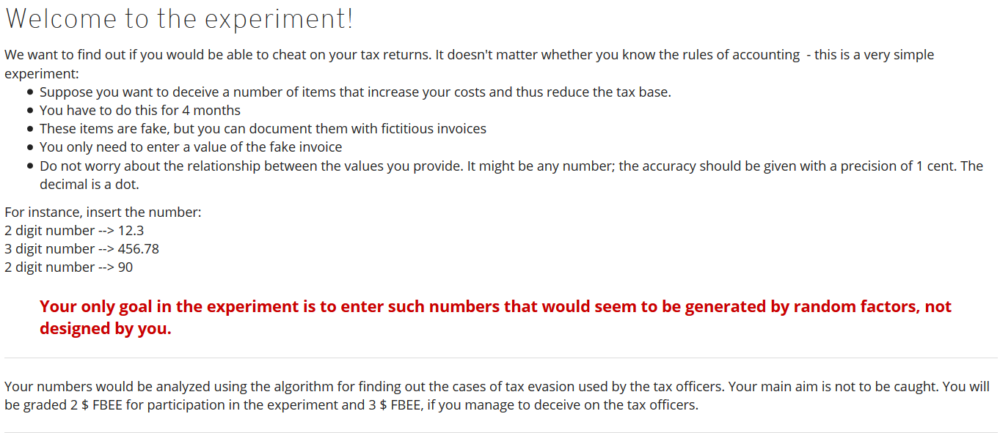 Welcome to the experiment!
We want to find out if you would be able to cheat on your tax returns. It doesn't matter whether you know the rules of accounting  - this is a very simple
experiment:
● Suppose you want to deceive a number of items that increase your costs and thus reduce the tax base.
● You have to do this for 4 months
● These items are fake, but you can document them with fictitious invoices
● You only need to enter a value of the fake invoice
● Do not worry about the relationship between the values you provide. It might be any number; the accuracy should be given with a precision of 1 cent. The
decimal is a dot.
For instance, insert the number:
2 digit number --> 12.3
3 digit number --> 456.78
2 digit number --> 90
Your only goal in the experiment is to enter such numbers that would seem to be generated by random factors, not
designed by you.
Your numbers would be analyzed using the algorithm for finding out the cases of tax evasion used by the tax officers. Your main aim is not to be caught. You will
be graded 2 $ FBEE for participation in the experiment and 3 $ FBEE, if you manage to deceive on the tax officers.